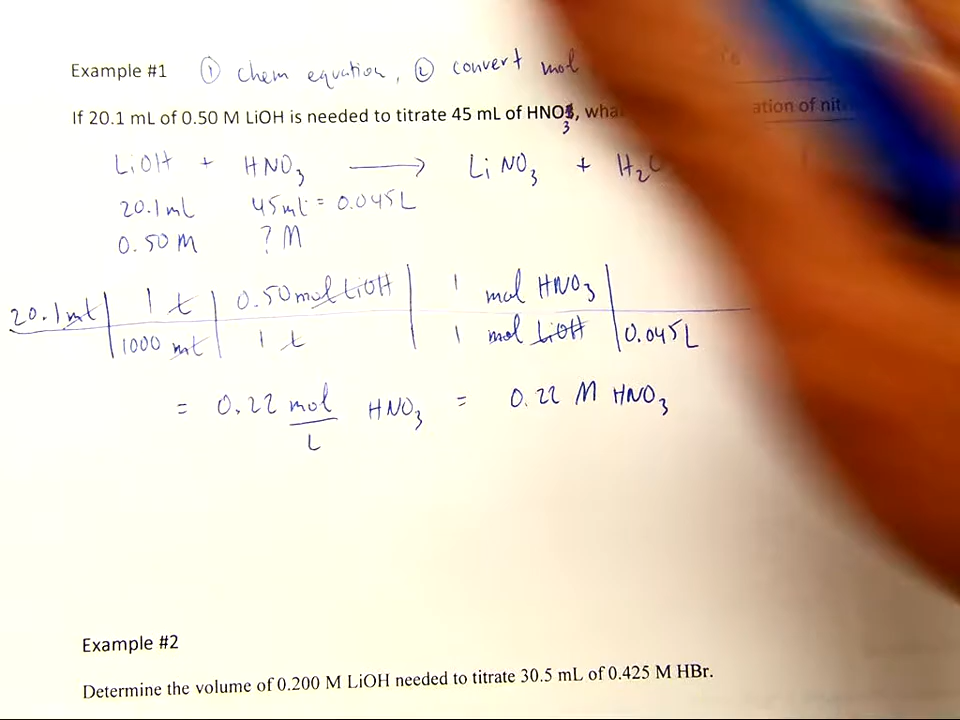 Example #1 ① chem equation, ② convert mol
If 20.1 mL of 0.50 M LiOH is needed to titrate 45 mL of HNO3, ation of
LiOH + HNO3 → LiNO3 +
20.1 mL 45 mL = 0.045 L
0.50 M ? M
20.1 mL | 1 L | 0.50 mol LiOH | 1 mol HNO3
1000 mL | 1 L | 1 mol LiOH | 0.045 L
= 0.22 mol/L HNO3 = 0.22 M HNO3
Example #2
Determine the volume of 0.200 M LiOH needed to titrate 30.5 mL of 0.425 M HBr.